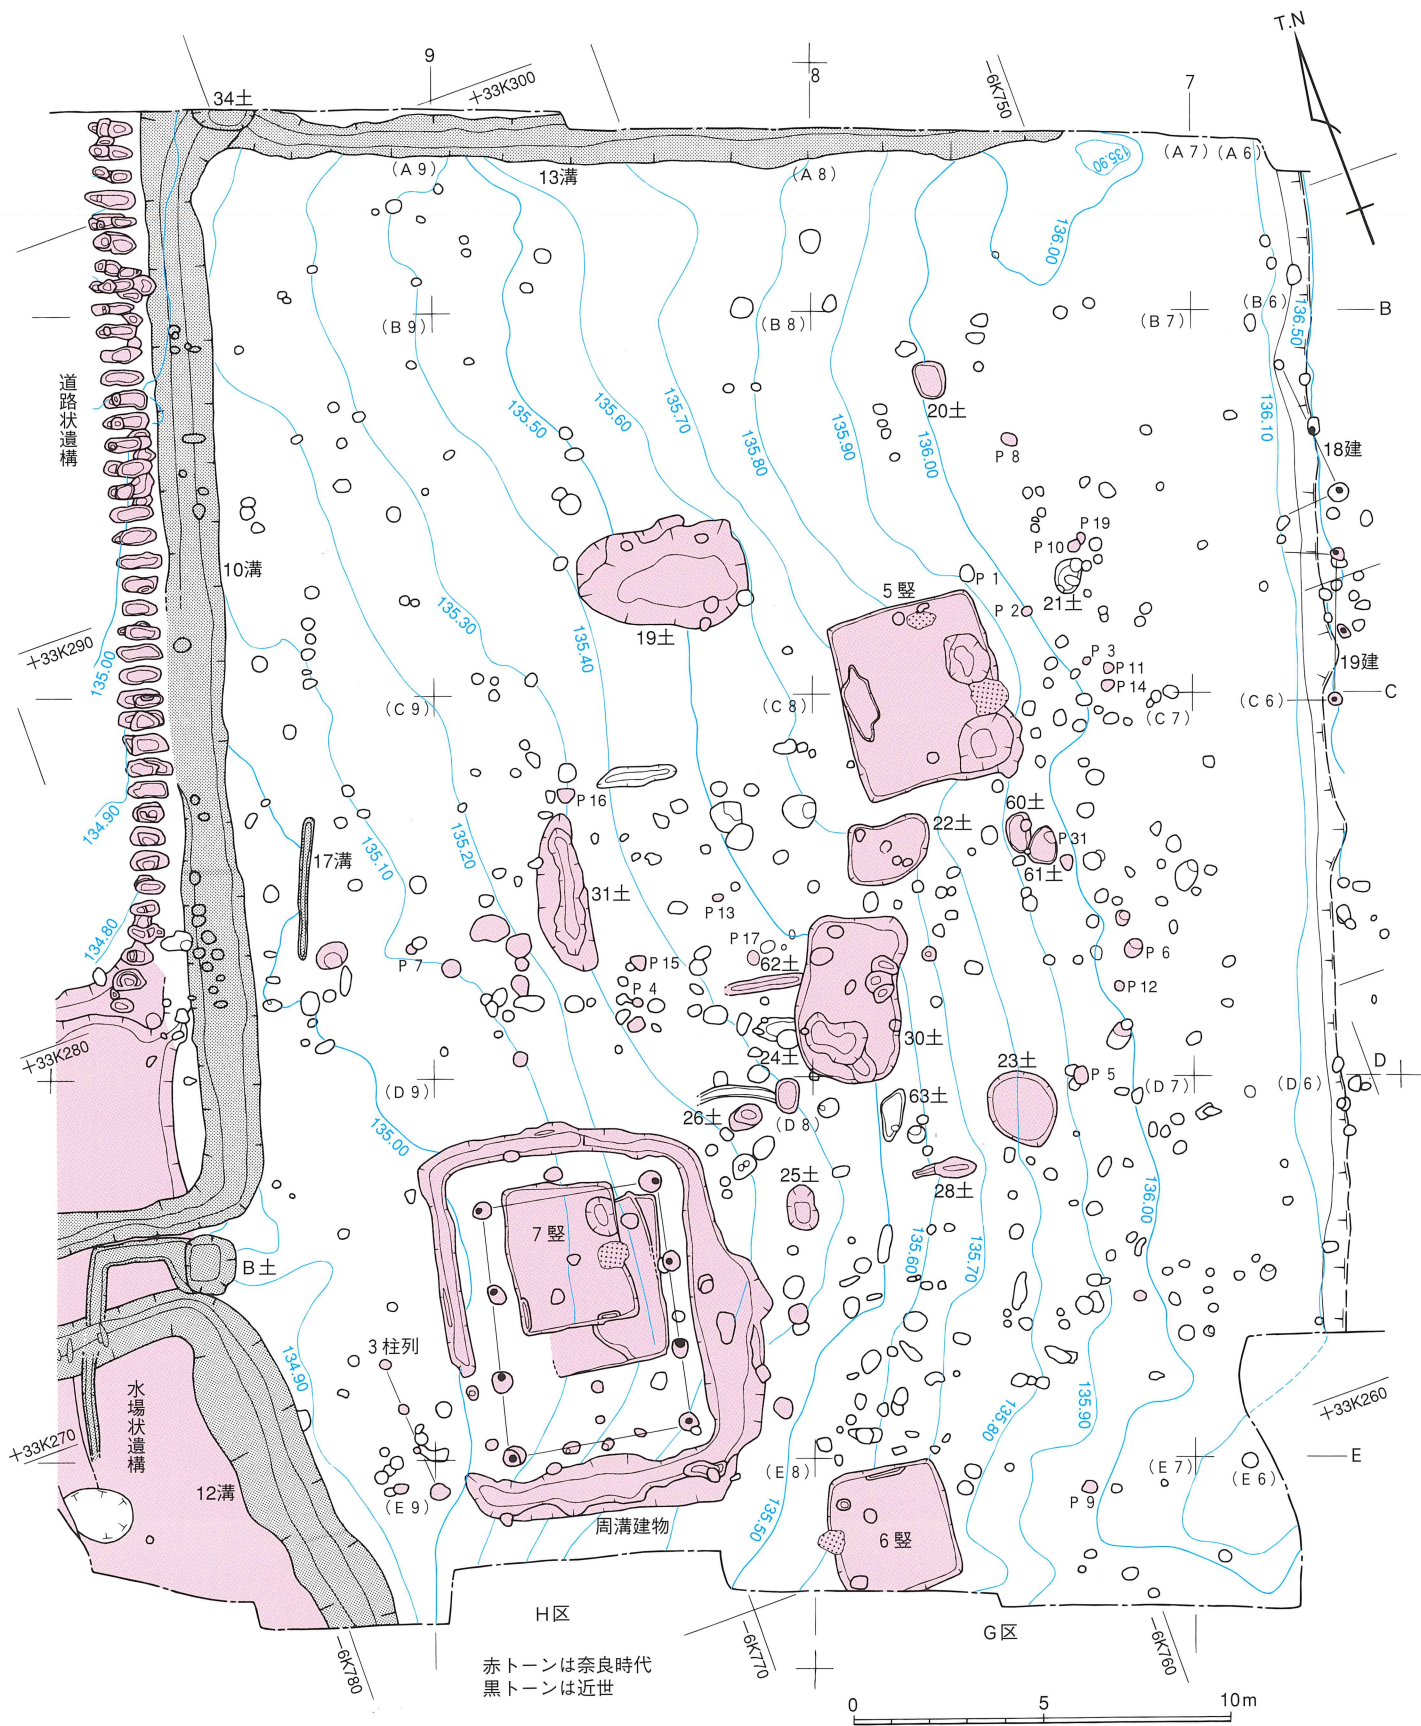 T.N
9
8
7
+33K300
-6K750
34土
13溝
(A 9)
(A 8)
(A 7)
(A 6)
135.90
136.00
(B 9)
(B 8)
(B 7)
(B 6)
136.50
B
道路状遺構
135.50
135.60
135.70
135.80
135.90
136.00
136.10
20土
P 8
18建
P 19
P 10
21土
10溝
P 1
P 2
5 竪
135.30
135.40
19土
+33K290
135.00
P 3
P 11
P 14
19建
(C 9)
(C 8)
(C 7)
(C 6)
C
134.90
P 16
60土
22土
P 31
61土
17溝
135.10
135.20
31土
134.80
P 13
P 17
P 7
P 15
62土
P 6
P 4
P 12
30土
24土
23土
+33K280
P 5
D
(D 9)
(D 8)
(D 7)
(D 6)
63土
26土
135.00
25土
28土
136.00
7 竪
135.60
135.70
B土
3 柱列
134.90
水場状遺構
135.80
135.90
+33K260
+33K270
12溝
(E 9)
(E 8)
(E 7)
(E 6)
E
P 9
周溝建物
135.50
6 竪
H区
G区
-6K780
-6K770
-6K760
赤トーンは奈良時代
黒トーンは近世
0
5
10m